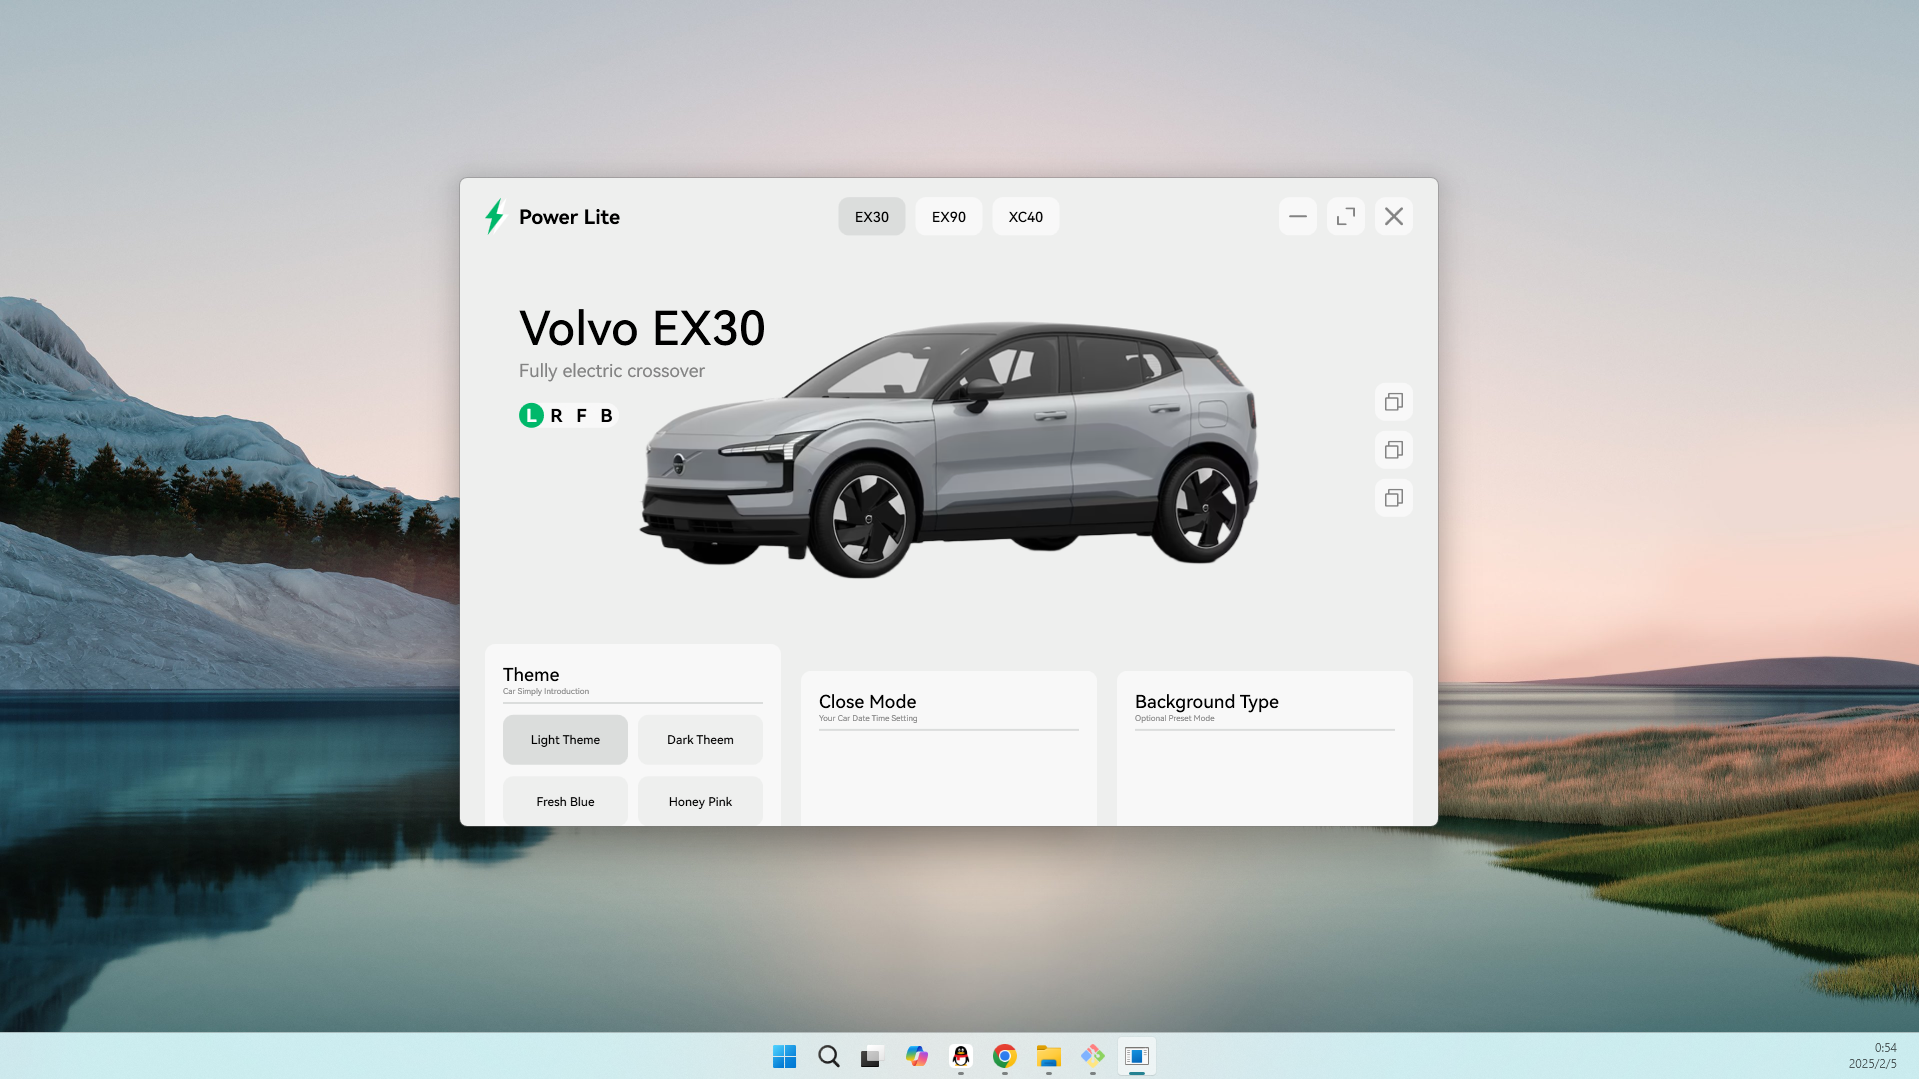 Power Lite
EX30
EX90
XC40
Volvo EX30
Fully electric crossover
L R F B
Theme
Car Simply Introduction
Light Theme
Dark Theem
Fresh Blue
Honey Pink
Close Mode
Your Car Date Time Setting
Background Type
Optional Preset Mode
0:54
2025/2/5